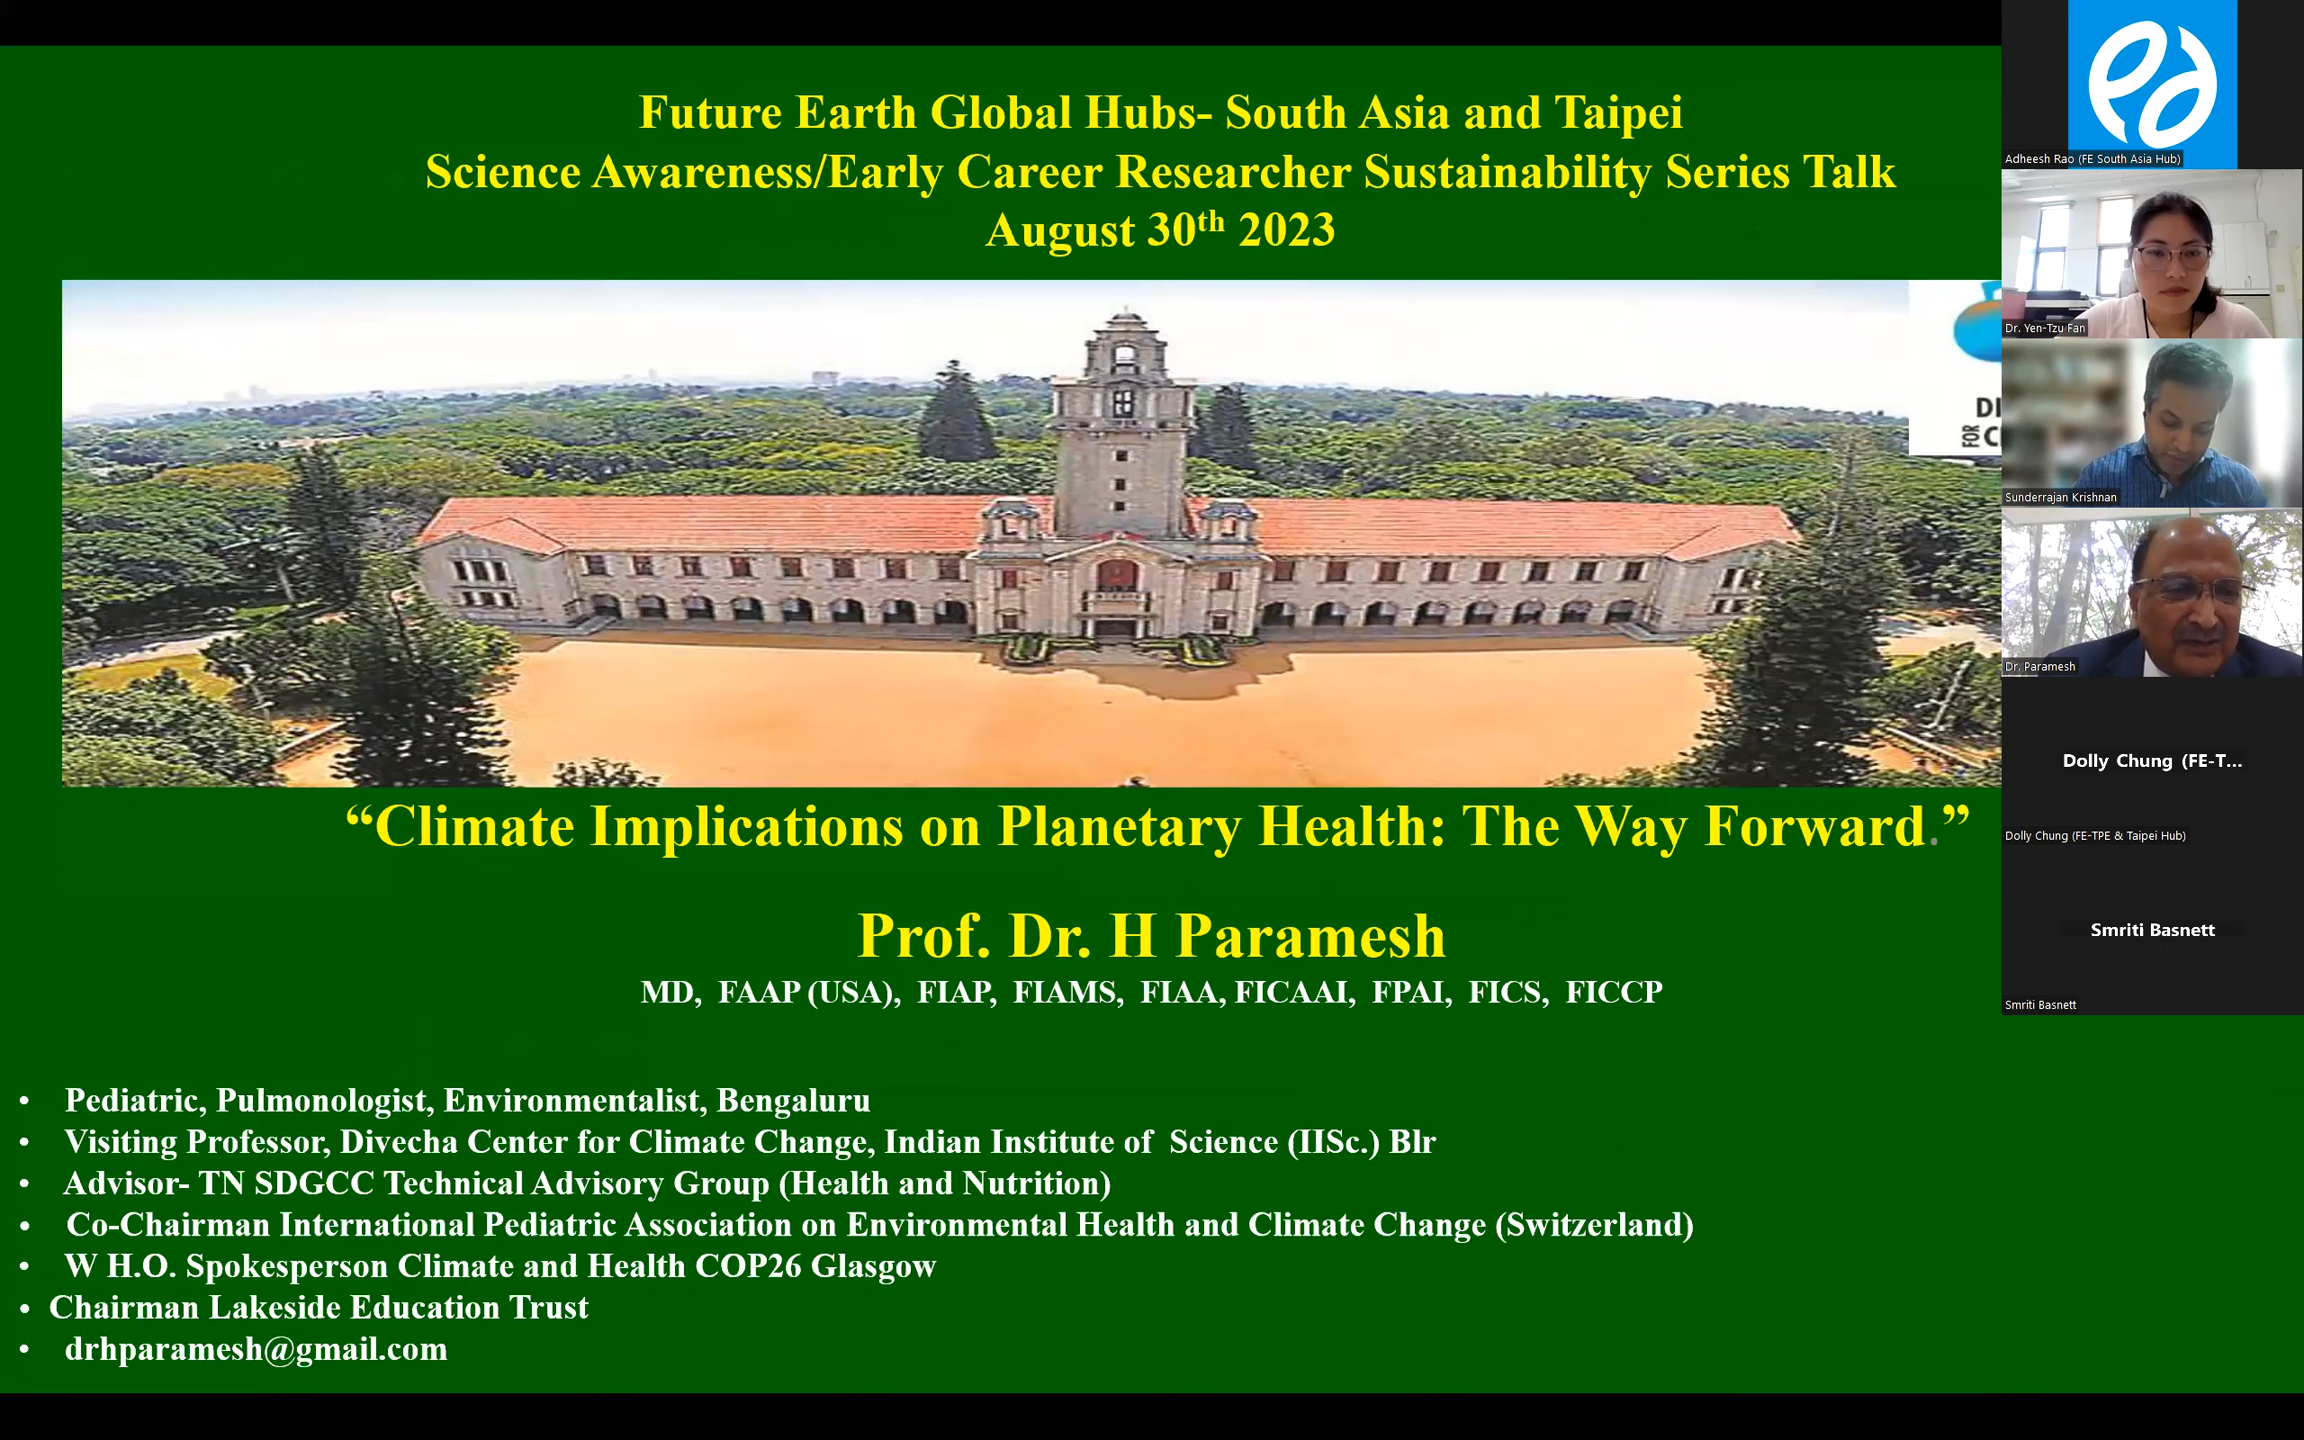 Future Earth Global Hubs- South Asia and Taipei
Science Awareness/Early Career Researcher Sustainability Series Talk
August 30th 2023
DI
FOR C
“Climate Implications on Planetary Health: The Way Forward.”
Prof. Dr. H Paramesh
MD, FAAP (USA), FIAP, FIAMS, FIAA, FICAAI, FPAI, FICS, FICCP
• Pediatric, Pulmonologist, Environmentalist, Bengaluru
• Visiting Professor, Divecha Center for Climate Change, Indian Institute of Science (IISc.) Blr
• Advisor- TN SDGCC Technical Advisory Group (Health and Nutrition)
• Co-Chairman International Pediatric Association on Environmental Health and Climate Change (Switzerland)
• W H.O. Spokesperson Climate and Health COP26 Glasgow
• Chairman Lakeside Education Trust
• drhparamesh@gmail.com
Adheesh Rao (FE South Asia Hub)
Dr. Yen-Tzu Fan
Sunderrajan Krishnan
Dr. Paramesh
Dolly Chung (FE-T...
Dolly Chung (FE-TPE & Taipei Hub)
Smriti Basnett
Smriti Basnett